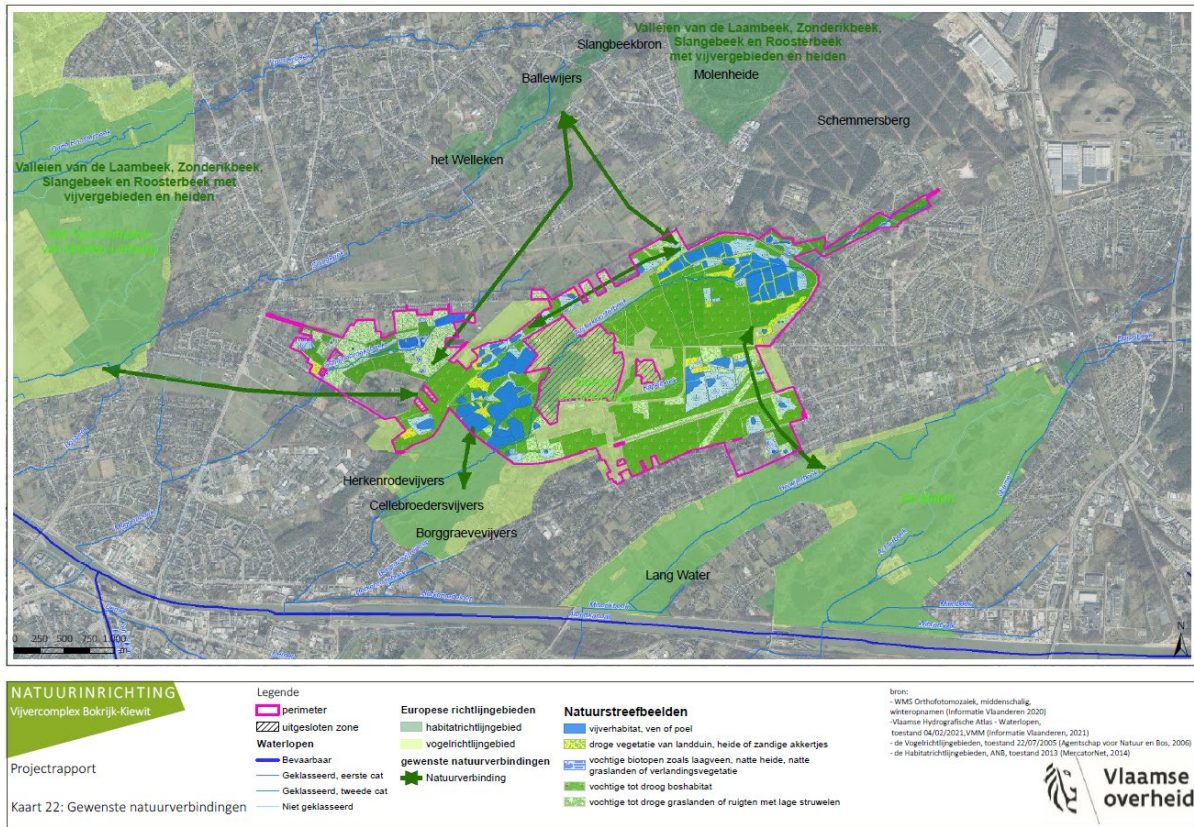 Slangbeekbron
Valleien van de Laambeek, Zonderikbeek,
Slangebeek en Roosterbeek
met vijvergebieden en heiden
Ballewijers
Molenheide
Schemmersberg
het Welleken
Valleien van de Laambeek, Zonderikbeek,
Slangebeek en Roosterbeek met
vijvergebieden en heiden
Herkenrodevijvers
Cellebroedersvijvers
Borggraevevijvers
Lang Water
0 250 500 750 1.000
m
N
NATUURINRICHTING
Vijvercomplex Bokrijk-Kiewit
Projectrapport
Kaart 22: Gewenste natuurverbindingen
Legende
perimeter
uitgesloten zone
Waterlopen
Bevaarbaar
Geklasseerd, eerste cat
Geklasseerd, tweede cat
Niet geklasseerd
Europese richtlijngebieden
habitatrichtlijngebied
vogelrichtlijngebied
gewenste natuurverbindingen
Natuurverbinding
Natuurstreefbeelden
vijverhabitat, ven of poel
droge vegetatie van landduin, heide of zandige akkertjes
vochtige biotopen zoals laagveen, natte heide, natte
graslanden of verlandingsvegetatie
vochtige tot droog boshabitat
vochtige tot droge graslanden of ruigten met lage struwelen
bron:
- WMS Orthofotomozaïek, middenschalig,
winteropnamen (Informatie Vlaanderen 2020)
-Vlaamse Hydrografische Atlas - Waterlopen,
toestand 04/02/2021,VMM (Informatie Vlaanderen, 2021)
- de Vogelrichtlijngebieden, toestand 22/07/2005 (Agentschap voor Natuur en Bos, 2006)
- de Habitatrichtlijngebieden, ANB, toestand 2013 (MercatorNet, 2014)
Vlaamse
overheid